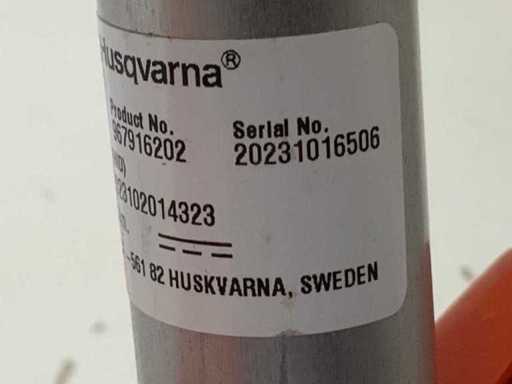 Husqvarna®
Product No. Serial No.
967916202 20231016506
23102014323
-561 82 HUSKVARNA, SWEDEN